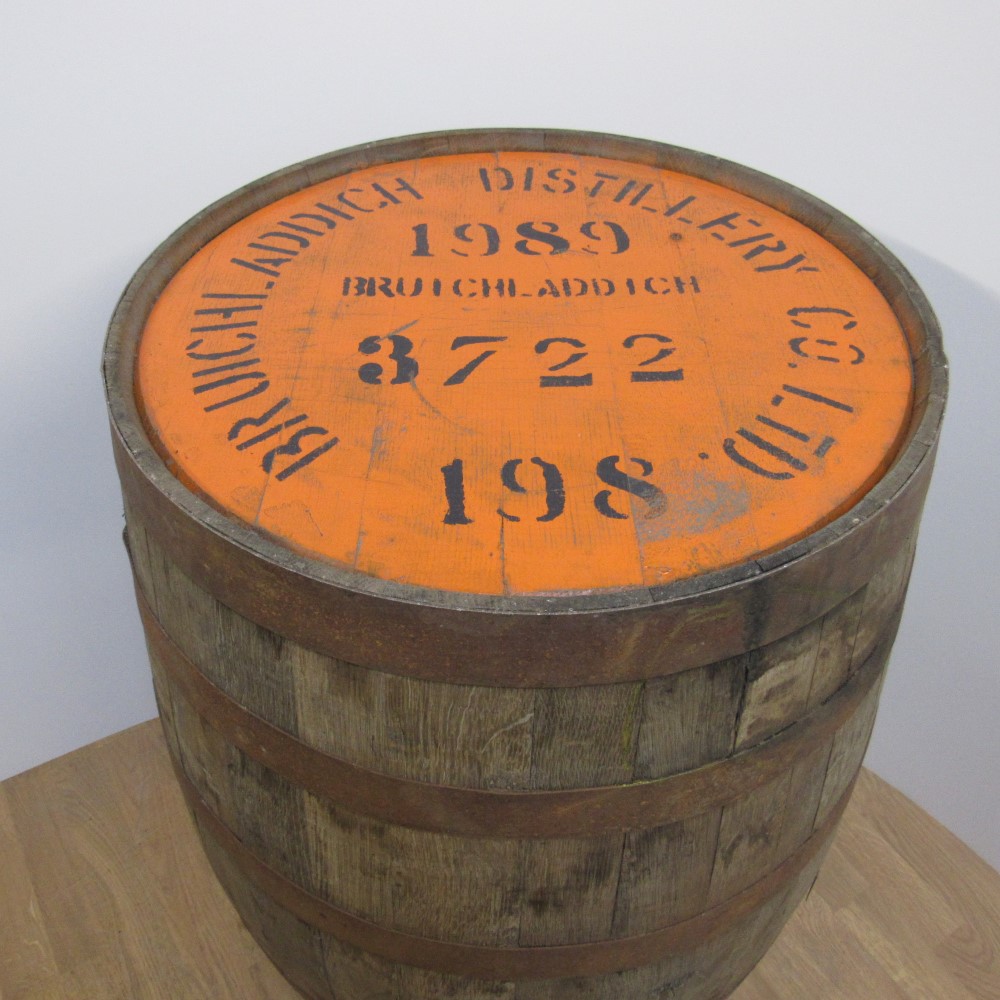 BRUICHLADDICH DISTILLERY CO. LTD
1989
BRUICHLADDICH
3722
198